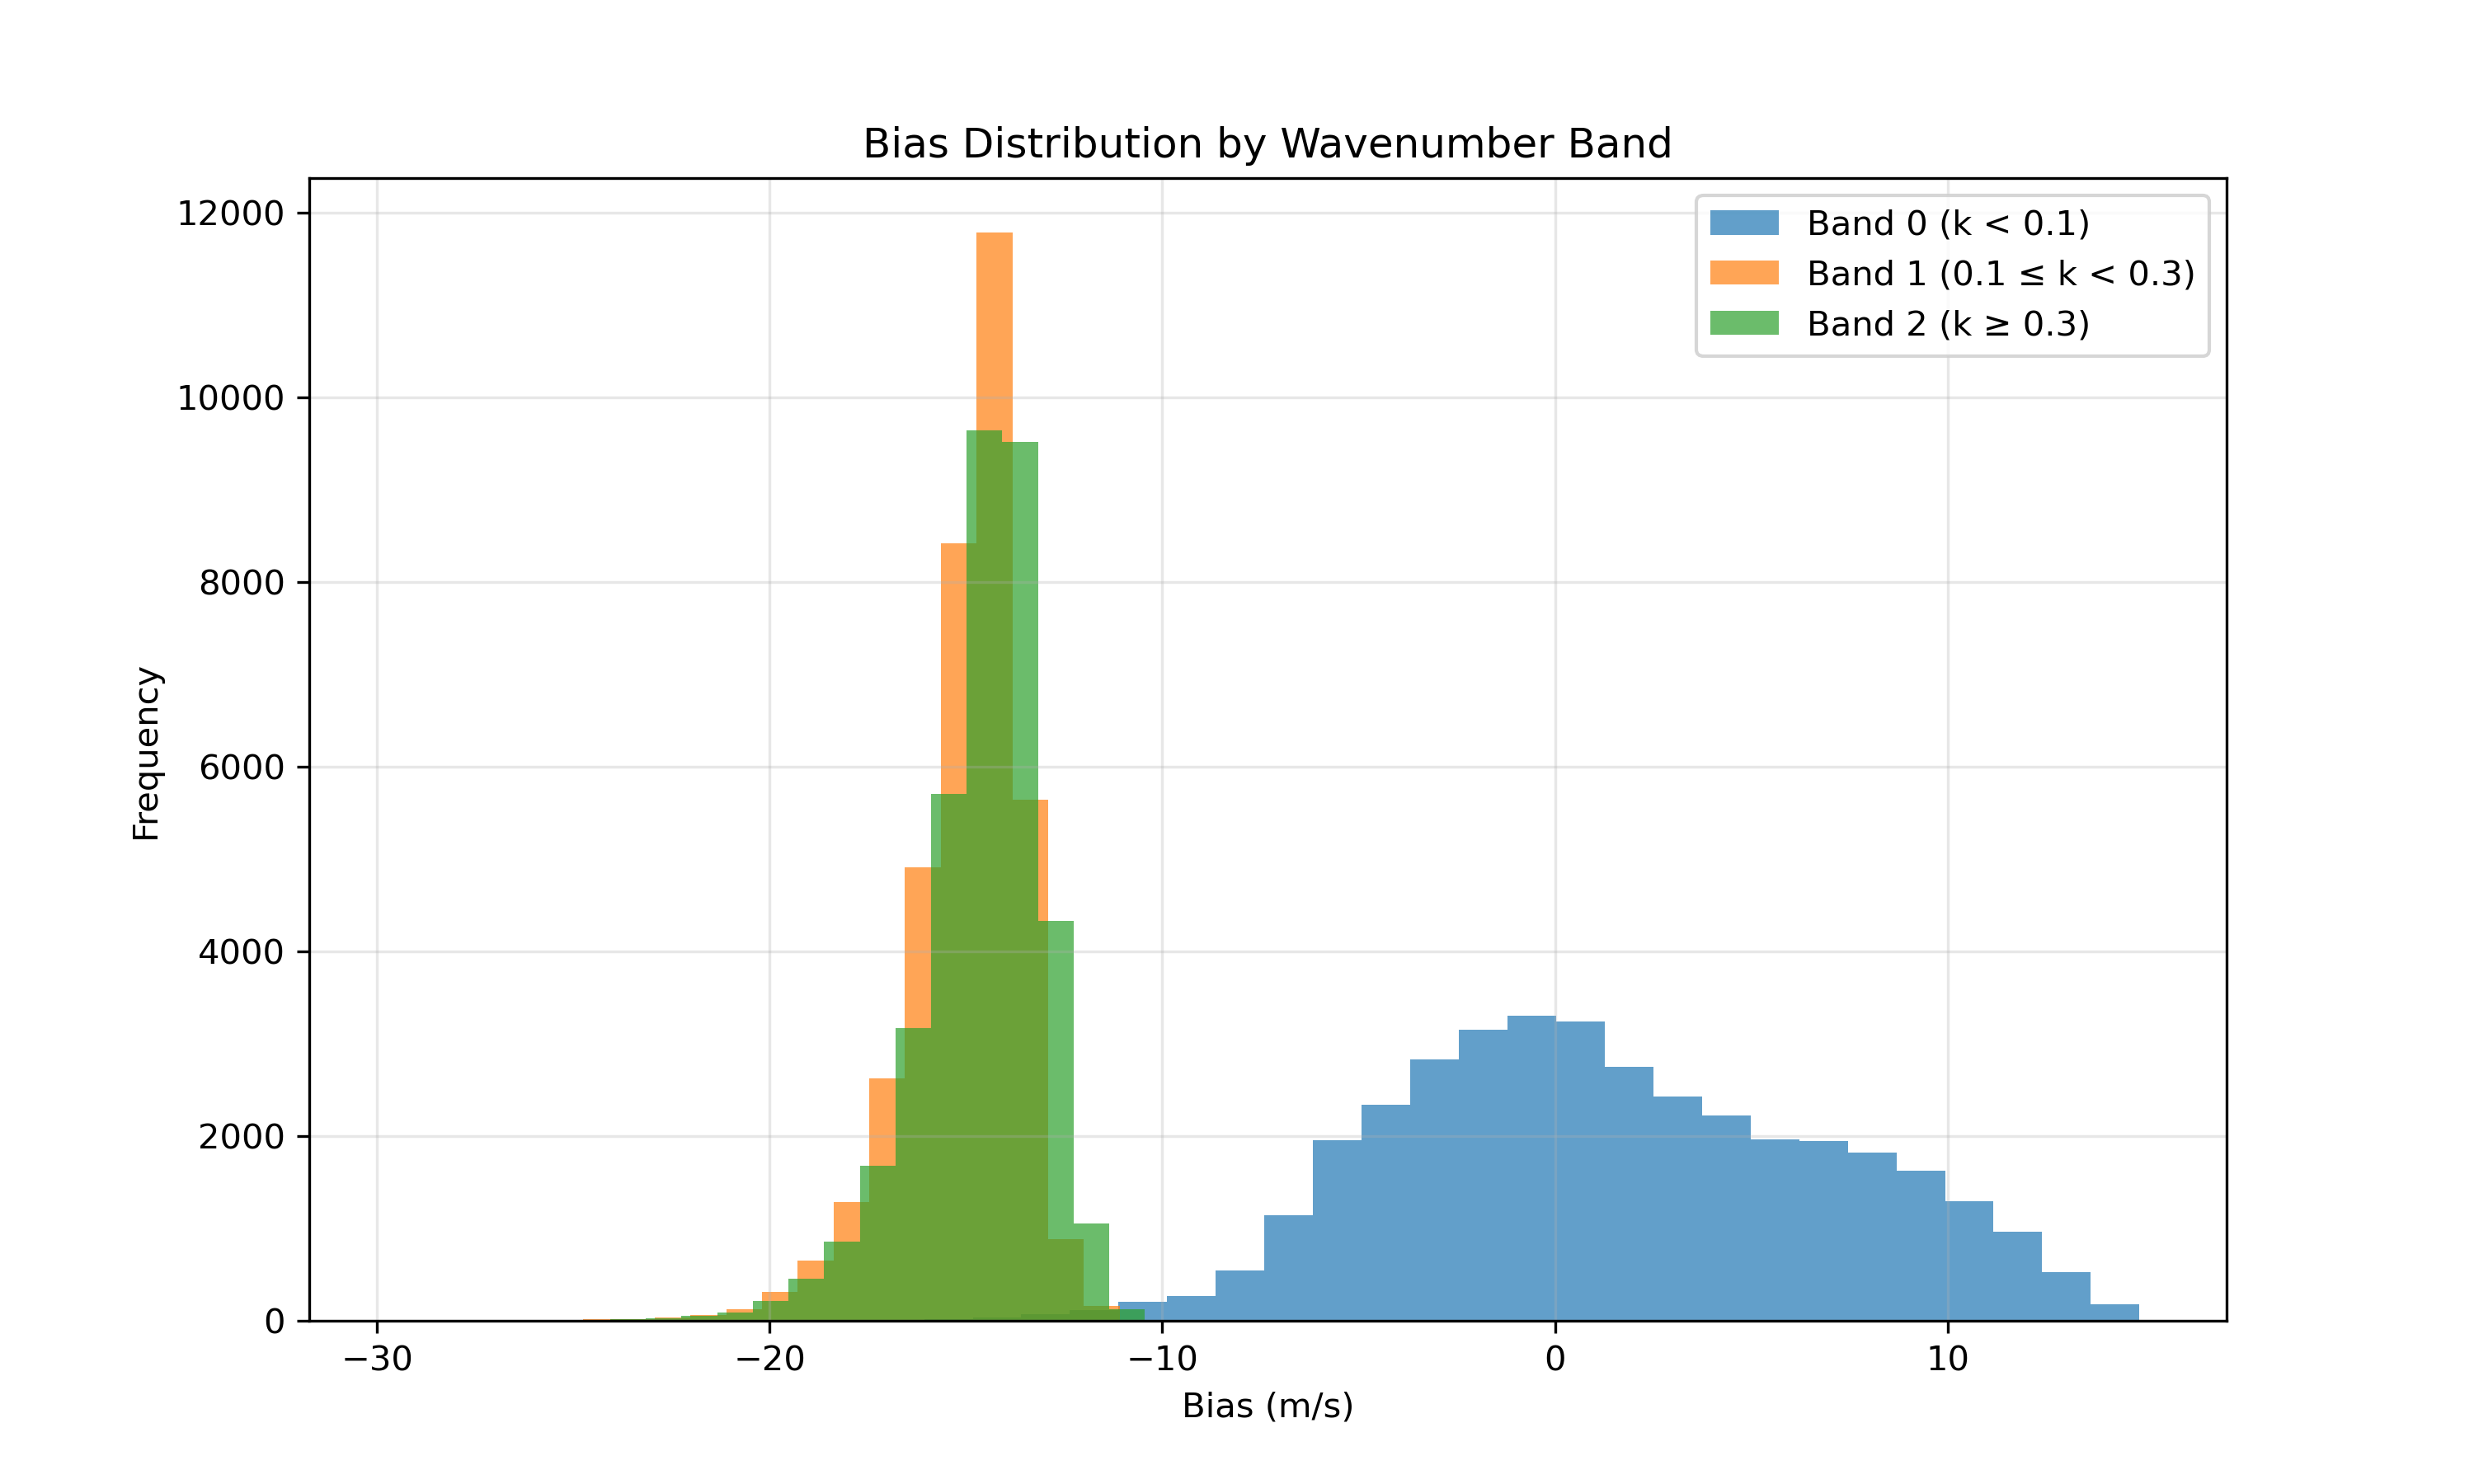 Bias Distribution by Wavenumber Band
12000
10000
8000
6000
4000
2000
0
Frequency
Band 0 (k < 0.1)
Band 1 (0.1 ≤ k < 0.3)
Band 2 (k ≥ 0.3)
−30
−20
−10
0
10
Bias (m/s)